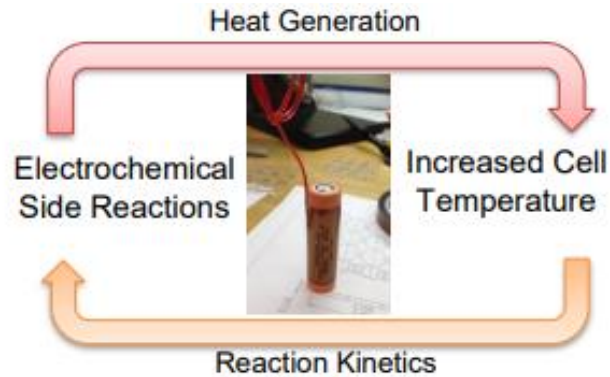 Heat Generation
Electrochemical
Side Reactions
Increased Cell
Temperature
Reaction Kinetics